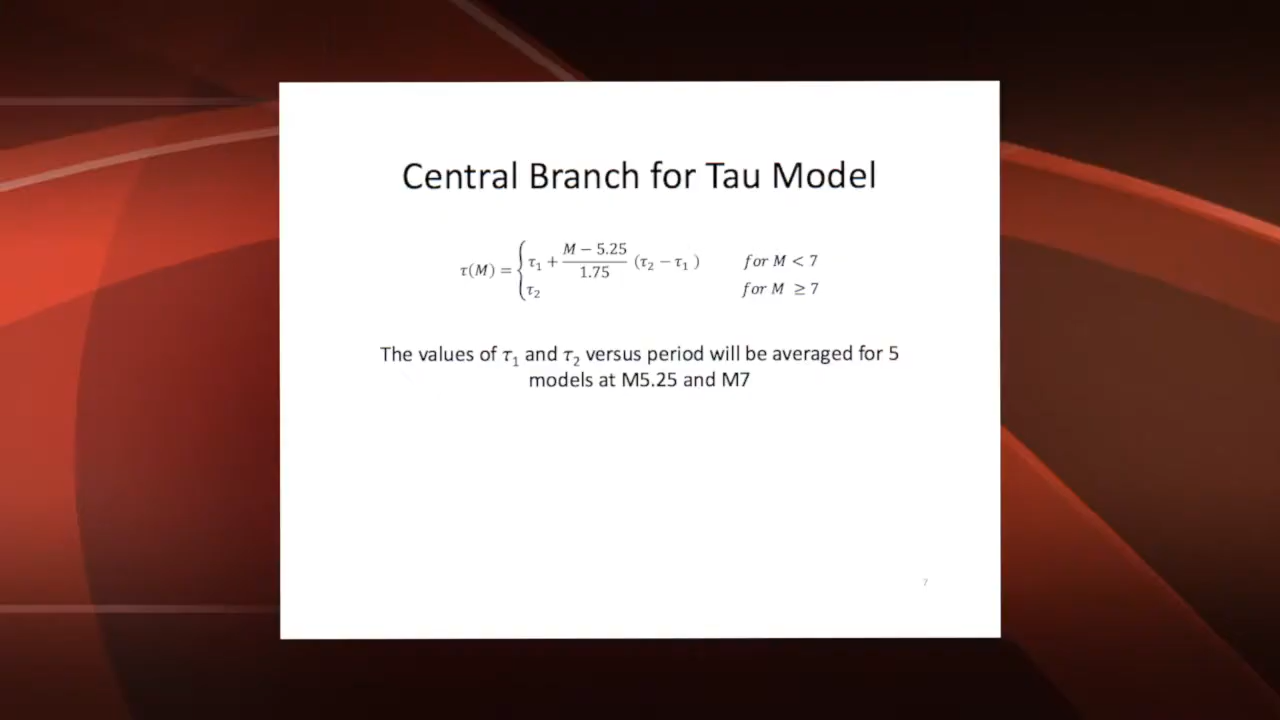 Central Branch for Tau Model
τ(M) = { τ₁ + (M − 5.25)/1.75 (τ₂ − τ₁ ) for M < 7
τ₂ for M ≥ 7
The values of τ₁ and τ₂ versus period will be averaged for 5
models at M5.25 and M7
7